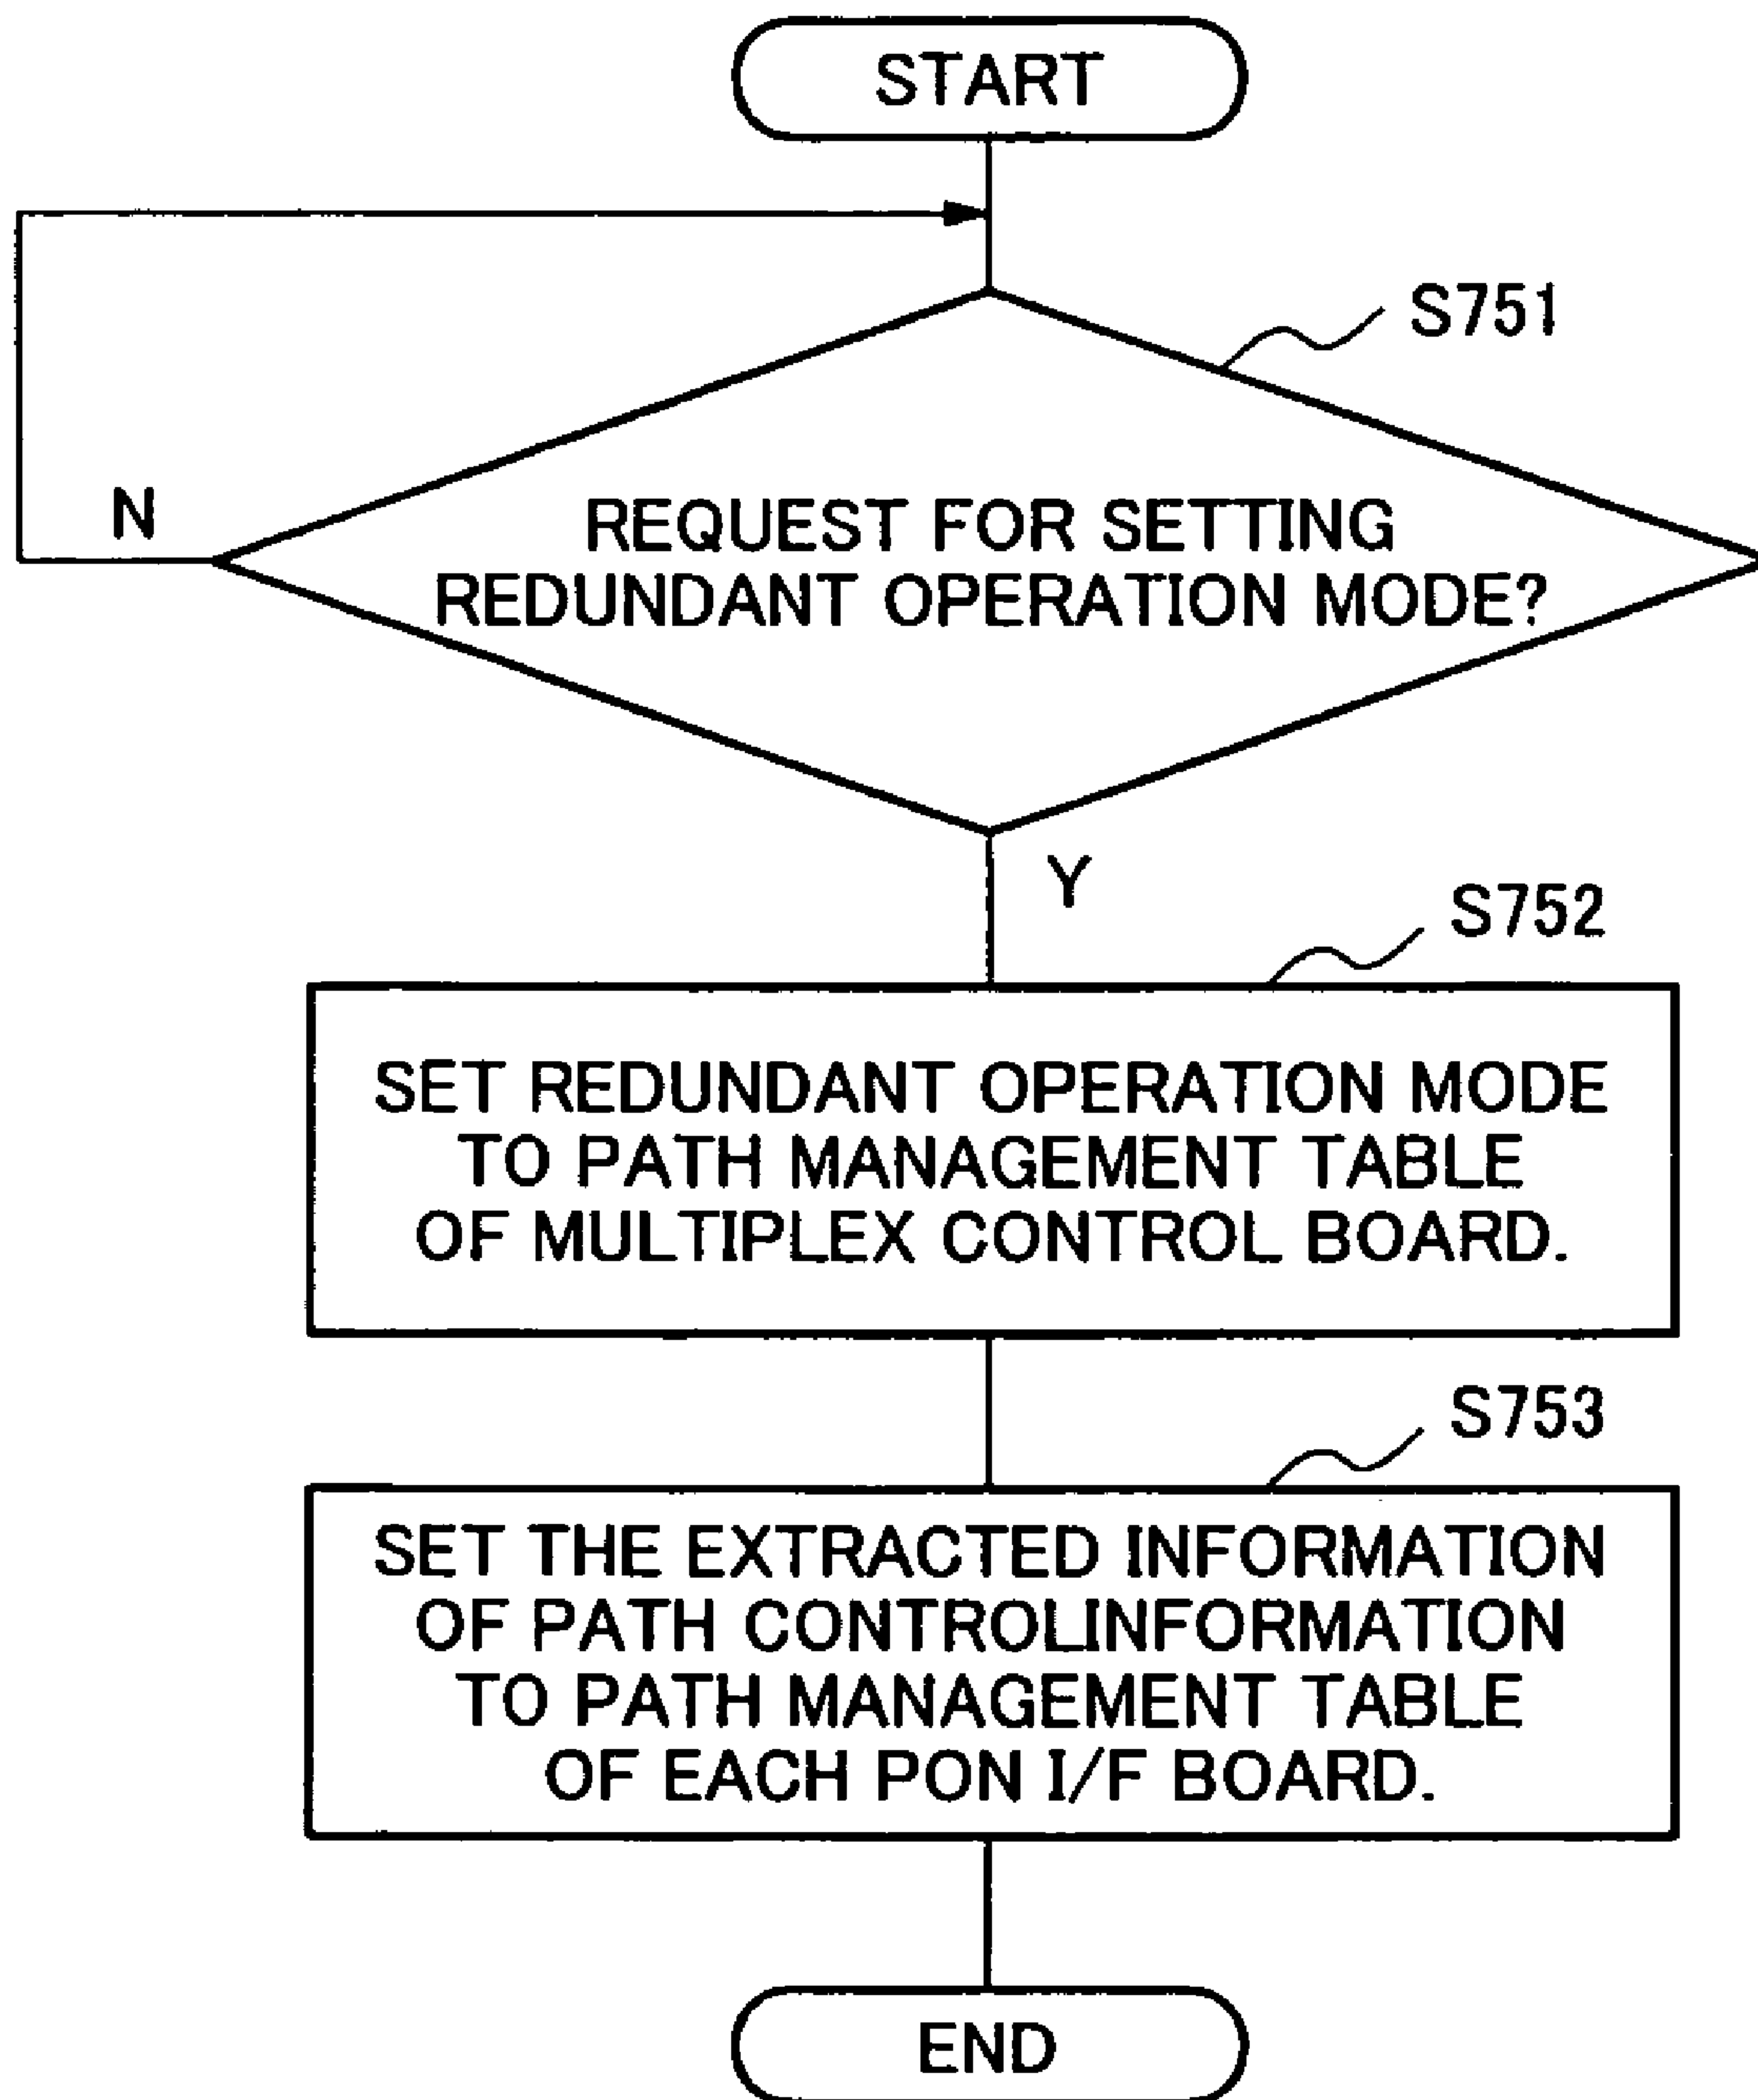 START
S751
N
REQUEST FOR SETTING
REDUNDANT OPERATION MODE?
Y
S752
SET REDUNDANT OPERATION MODE
TO PATH MANAGEMENT TABLE
OF MULTIPLEX CONTROL BOARD.
S753
SET THE EXTRACTED INFORMATION
OF PATH CONTROLINFORMATION
TO PATH MANAGEMENT TABLE
OF EACH PON I/F BOARD.
END